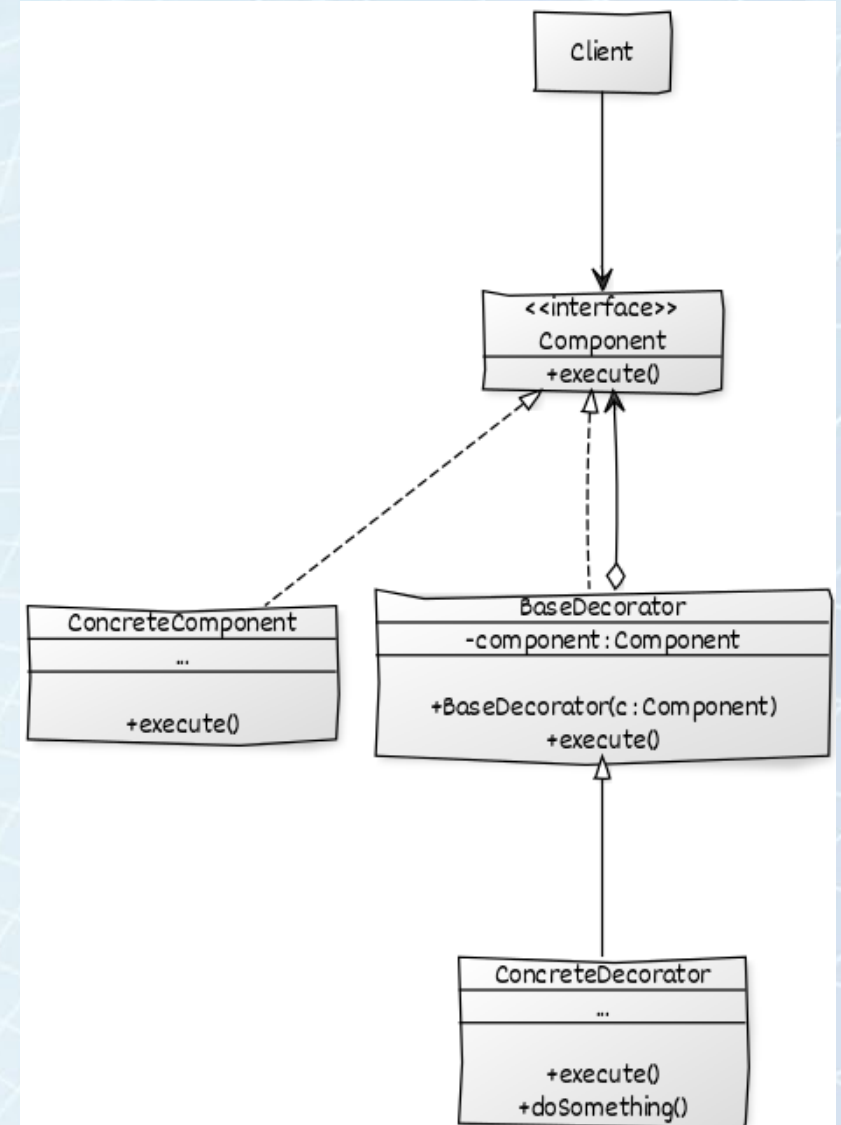 Client
<<interface>>
Component
+execute()
ConcreteComponent
...
+execute()
BaseDecorator
-component : Component
+BaseDecorator(c : Component)
+execute()
ConcreteDecorator
...
+execute()
+doSomething()